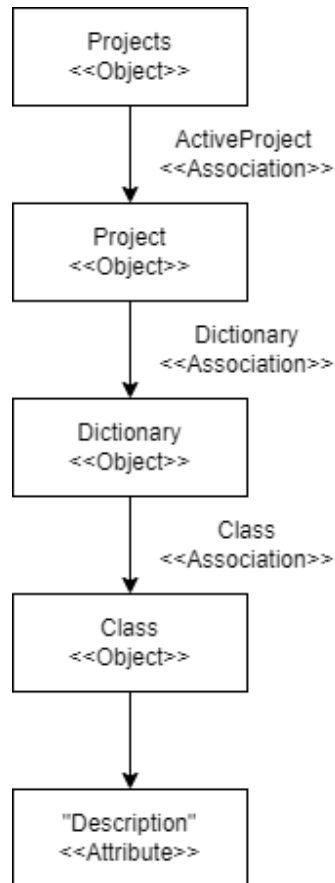 Projects
<<Object>>
ActiveProject
<<Association>>
Project
<<Object>>
Dictionary
<<Association>>
Dictionary
<<Object>>
Class
<<Association>>
Class
<<Object>>
"Description"
<<Attribute>>